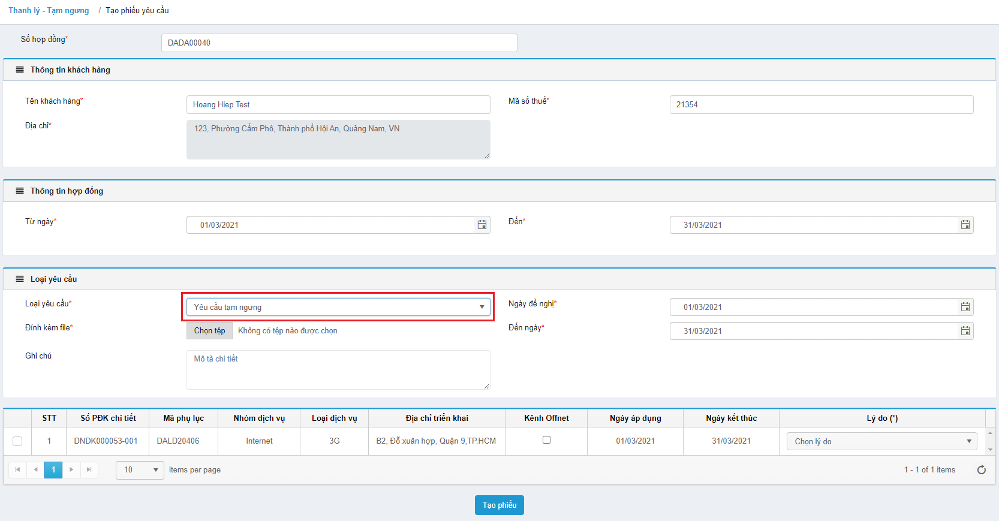 Thanh lý - Tạm ngưng / Tạo phiếu yêu cầu
Số hợp đồng* DADA00040
Thông tin khách hàng
Tên khách hàng* Hoang Hiep Test Mã số thuế* 21354
Địa chỉ* 123, Phường Cẩm Phô, Thành phố Hội An, Quảng Nam, VN
Thông tin hợp đồng
Từ ngày* 01/03/2021 Đến* 31/03/2021
Loại yêu cầu
Loại yêu cầu* Yêu cầu tạm ngưng Ngày đề nghị* 01/03/2021
Đính kèm file* Chọn tệp Không có tệp nào được chọn Đến ngày* 31/03/2021
Ghi chú Mô tả chi tiết
STT Số PĐK chi tiết Mã phụ lục Nhóm dịch vụ Loại dịch vụ Địa chỉ triển khai Kênh Offnet Ngày áp dụng Ngày kết thúc Lý do (*)
1 DNDK000053-001 DALD20406 Internet 3G B2, Đỗ xuân hợp, Quận 9,TP.HCM 01/03/2021 31/03/2021 Chọn lý do
1 10 items per page 1 - 1 of 1 items
Tạo phiếu